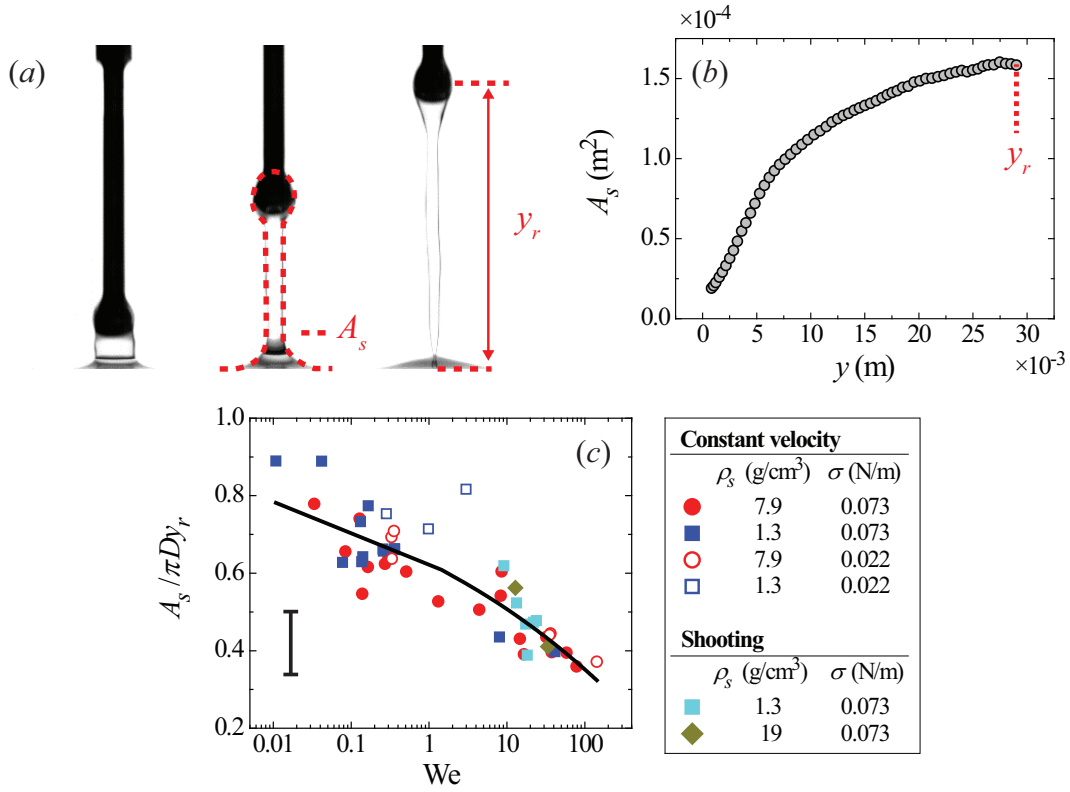 (a)
A_s
y_r
×10⁻⁴
(b)
1.5
1.0
0.5
0.0
A_s (m²)
y_r
0 5 10 15 20 25 30
y (m)
×10⁻³
(c)
1.0
0.8
0.6
0.4
0.2
A_s/πDy_r
0.01 0.1 1 10 100
We
Constant velocity
ρ_s (g/cm³) σ (N/m)
7.9 0.073
1.3 0.073
7.9 0.022
1.3 0.022
Shooting
ρ_s (g/cm³) σ (N/m)
1.3 0.073
19 0.073